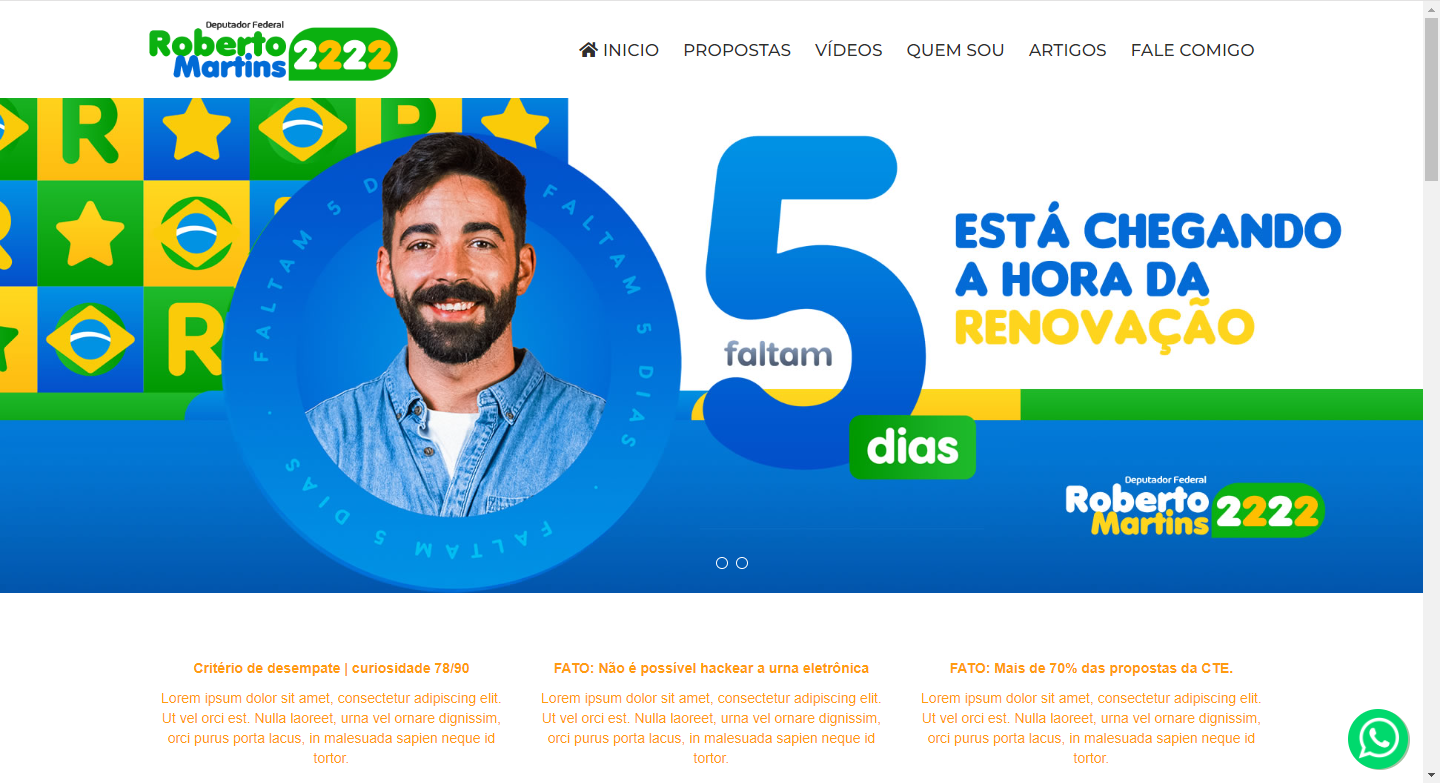 Deputador Federal
Roberto
Martins 2222
INICIO PROPOSTAS VÍDEOS QUEM SOU ARTIGOS FALE COMIGO
R
R
R
R
FALTAM 5 DIAS · FALTAM 5 DIAS · FALTAM 5 DIAS ·
5
faltam
dias
ESTÁ CHEGANDO
A HORA DA
RENOVAÇÃO
Deputador Federal
Roberto
Martins 2222
Critério de desempate | curiosidade 78/90
Lorem ipsum dolor sit amet, consectetur adipiscing elit.
Ut vel orci est. Nulla laoreet, urna vel ornare dignissim,
orci purus porta lacus, in malesuada sapien neque id
tortor.
FATO: Não é possível hackear a urna eletrônica
Lorem ipsum dolor sit amet, consectetur adipiscing elit.
Ut vel orci est. Nulla laoreet, urna vel ornare dignissim,
orci purus porta lacus, in malesuada sapien neque id
tortor.
FATO: Mais de 70% das propostas da CTE.
Lorem ipsum dolor sit amet, consectetur adipiscing elit.
Ut vel orci est. Nulla laoreet, urna vel ornare dignissim,
orci purus porta lacus, in malesuada sapien neque id
tortor.